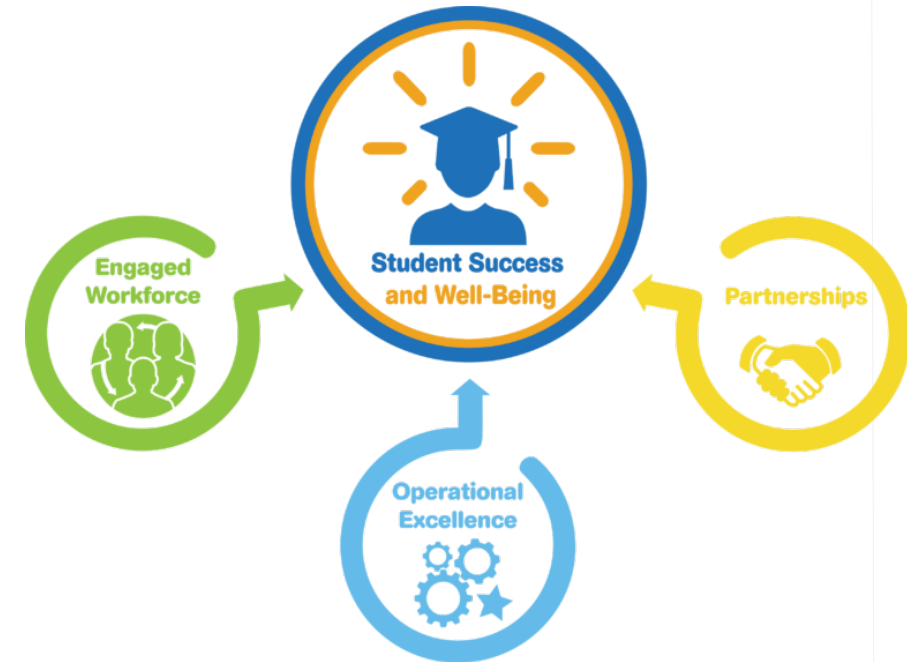 Student Success
and Well-Being
Engaged
Workforce
Partnerships
Operational
Excellence